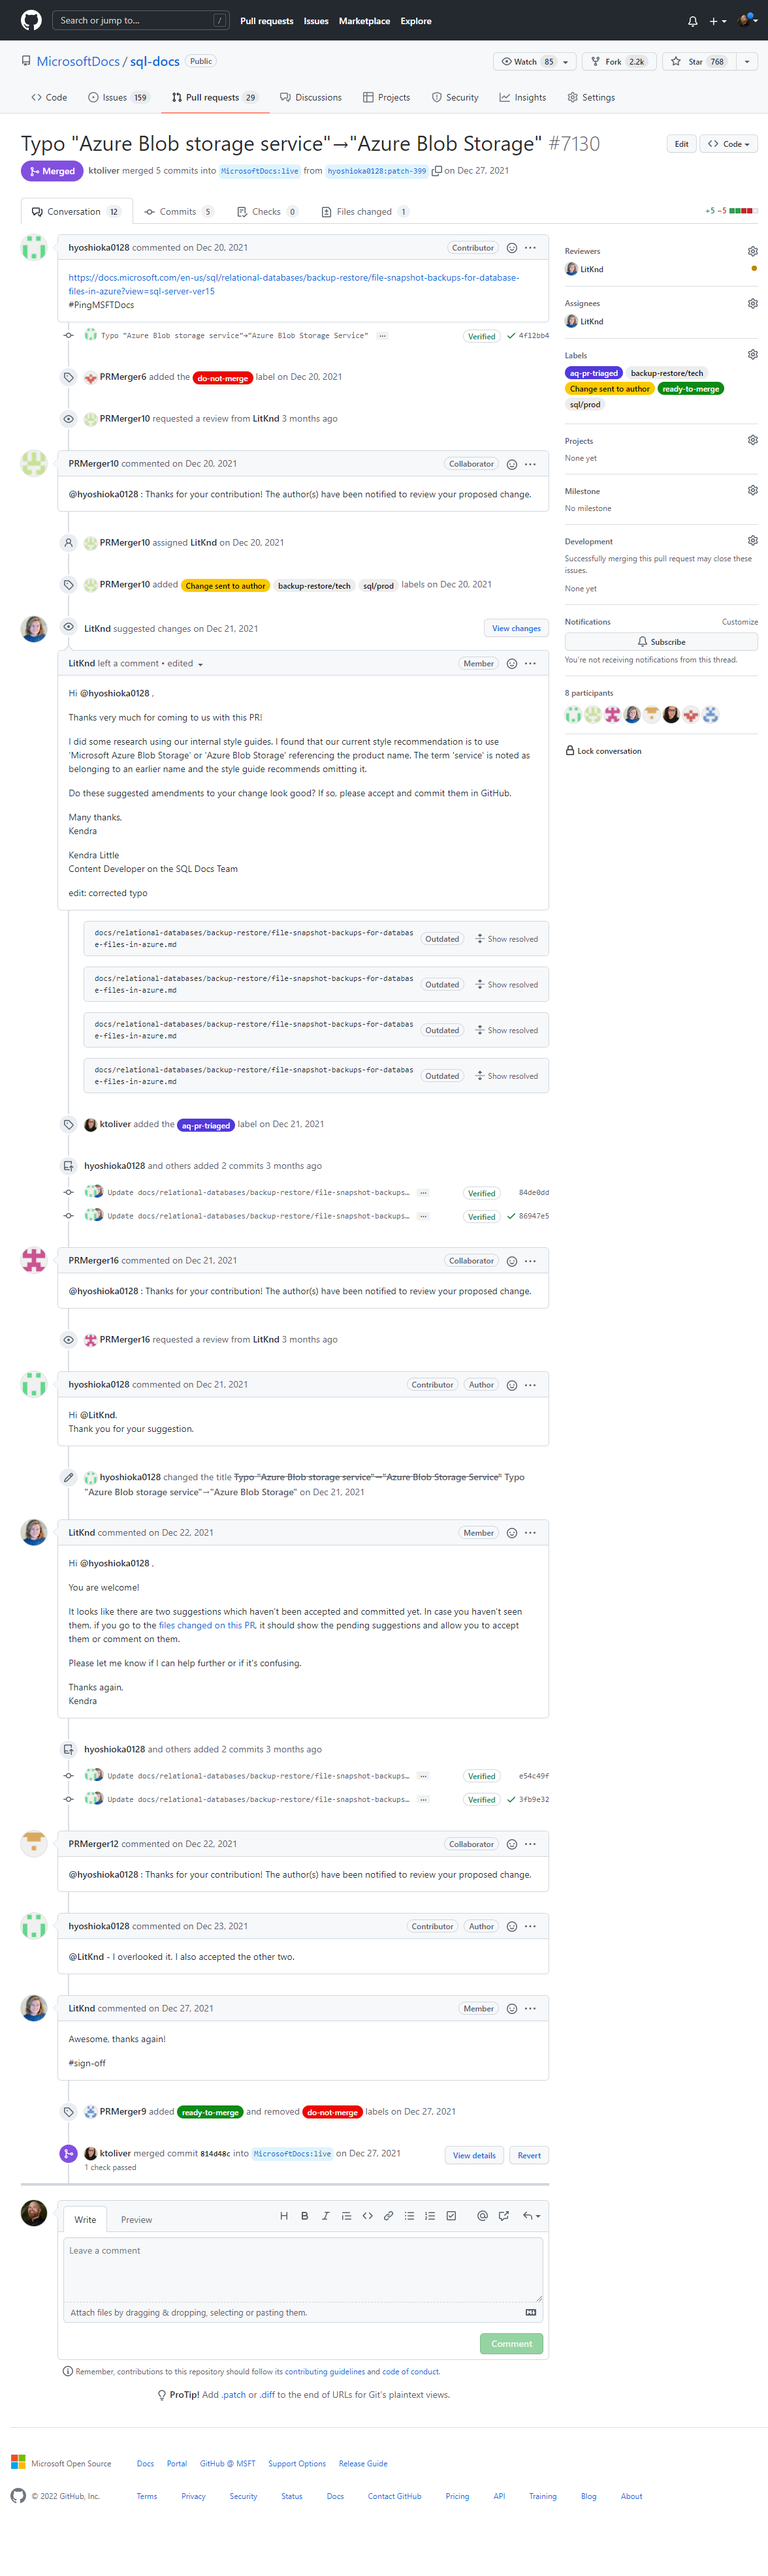 Search or jump to...
/
Pull requests
Issues
Marketplace
Explore
MicrosoftDocs / sql-docs
Public
Watch 85
Fork 2.2k
Star 768
Code
Issues 159
Pull requests 29
Discussions
Projects
Security
Insights
Settings
Typo "Azure Blob storage service"→"Azure Blob Storage" #7130
Edit
Code
Merged
ktoliver merged 5 commits into MicrosoftDocs:live from hyoshioka0128:patch-399 on Dec 27, 2021
Conversation 12
Commits 5
Checks 0
Files changed 1
+5 −5
hyoshioka0128 commented on Dec 20, 2021
Contributor
https://docs.microsoft.com/en-us/sql/relational-databases/backup-restore/file-snapshot-backups-for-database-
files-in-azure?view=sql-server-ver15
#PingMSFTDocs
Typo "Azure Blob storage service"→"Azure Blob Storage Service" ...
Verified
4f12bb4
PRMerger6 added the do-not-merge label on Dec 20, 2021
PRMerger10 requested a review from LitKnd 3 months ago
PRMerger10 commented on Dec 20, 2021
Collaborator
@hyoshioka0128 : Thanks for your contribution! The author(s) have been notified to review your proposed change.
PRMerger10 assigned LitKnd on Dec 20, 2021
PRMerger10 added Change sent to author backup-restore/tech sql/prod labels on Dec 20, 2021
LitKnd suggested changes on Dec 21, 2021
View changes
LitKnd left a comment • edited
Member
Hi @hyoshioka0128 ,
Thanks very much for coming to us with this PR!
I did some research using our internal style guides. I found that our current style recommendation is to use
'Microsoft Azure Blob Storage' or 'Azure Blob Storage' referencing the product name. The term 'service' is noted as
belonging to an earlier name and the style guide recommends omitting it.
Do these suggested amendments to your change look good? If so, please accept and commit them in GitHub.
Many thanks,
Kendra
Kendra Little
Content Developer on the SQL Docs Team
edit: corrected typo
docs/relational-databases/backup-restore/file-snapshot-backups-for-databas
e-files-in-azure.md
Outdated
Show resolved
docs/relational-databases/backup-restore/file-snapshot-backups-for-databas
e-files-in-azure.md
Outdated
Show resolved
docs/relational-databases/backup-restore/file-snapshot-backups-for-databas
e-files-in-azure.md
Outdated
Show resolved
docs/relational-databases/backup-restore/file-snapshot-backups-for-databas
e-files-in-azure.md
Outdated
Show resolved
ktoliver added the aq-pr-triaged label on Dec 21, 2021
hyoshioka0128 and others added 2 commits 3 months ago
Update docs/relational-databases/backup-restore/file-snapshot-backups… ...
Verified
84de0dd
Update docs/relational-databases/backup-restore/file-snapshot-backups… ...
Verified
86947e5
PRMerger16 commented on Dec 21, 2021
Collaborator
@hyoshioka0128 : Thanks for your contribution! The author(s) have been notified to review your proposed change.
PRMerger16 requested a review from LitKnd 3 months ago
hyoshioka0128 commented on Dec 21, 2021
Contributor
Author
Hi @LitKnd.
Thank you for your suggestion.
hyoshioka0128 changed the title Typo "Azure Blob storage service"→"Azure Blob Storage Service" Typo
"Azure Blob storage service"→"Azure Blob Storage" on Dec 21, 2021
LitKnd commented on Dec 22, 2021
Member
Hi @hyoshioka0128 ,
You are welcome!
It looks like there are two suggestions which haven't been accepted and committed yet. In case you haven't seen
them, if you go to the files changed on this PR, it should show the pending suggestions and allow you to accept
them or comment on them.
Please let me know if I can help further or if it's confusing.
Thanks again,
Kendra
hyoshioka0128 and others added 2 commits 3 months ago
Update docs/relational-databases/backup-restore/file-snapshot-backups… ...
Verified
e54c49f
Update docs/relational-databases/backup-restore/file-snapshot-backups… ...
Verified
3fb9e32
PRMerger12 commented on Dec 22, 2021
Collaborator
@hyoshioka0128 : Thanks for your contribution! The author(s) have been notified to review your proposed change.
hyoshioka0128 commented on Dec 23, 2021
Contributor
Author
@LitKnd - I overlooked it. I also accepted the other two.
LitKnd commented on Dec 27, 2021
Member
Awesome, thanks again!
#sign-off
PRMerger9 added ready-to-merge and removed do-not-merge labels on Dec 27, 2021
ktoliver merged commit 814d48c into MicrosoftDocs:live on Dec 27, 2021
1 check passed
View details
Revert
Write
Preview
Leave a comment
Attach files by dragging & dropping, selecting or pasting them.
Comment
Remember, contributions to this repository should follow its contributing guidelines and code of conduct.
ProTip! Add .patch or .diff to the end of URLs for Git's plaintext views.
Reviewers
LitKnd
Assignees
LitKnd
Labels
aq-pr-triaged
backup-restore/tech
Change sent to author
ready-to-merge
sql/prod
Projects
None yet
Milestone
No milestone
Development
Successfully merging this pull request may close these
issues.
None yet
Notifications
Customize
Subscribe
You're not receiving notifications from this thread.
8 participants
Lock conversation
Microsoft Open Source
Docs
Portal
GitHub @ MSFT
Support Options
Release Guide
© 2022 GitHub, Inc.
Terms
Privacy
Security
Status
Docs
Contact GitHub
Pricing
API
Training
Blog
About